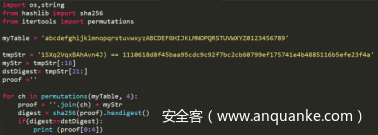 import os,string
from hashlib import sha256
from itertools import permutations
myTable = 'abcdefghijklmnopqrstuvwxyzABCDEFGHIJKLMNOPQRSTUVWXYZ0123456789'
tmpStr = '15Xq2VqxBAhAvn4J) == 1110618d0f45baa95cdc9c92f7bc2cb60799ef175741e4b4885116b5efe23f4a'
myStr = tmpStr[:16]
dstDigest= tmpStr[21:]
proof =''
for ch in permutations(myTable, 4):
proof = ''.join(ch) + myStr
digest = sha256(proof).hexdigest()
if(digest==dstDigest):
print (proof[0:4])
安全客 ( www.anquanke.com )